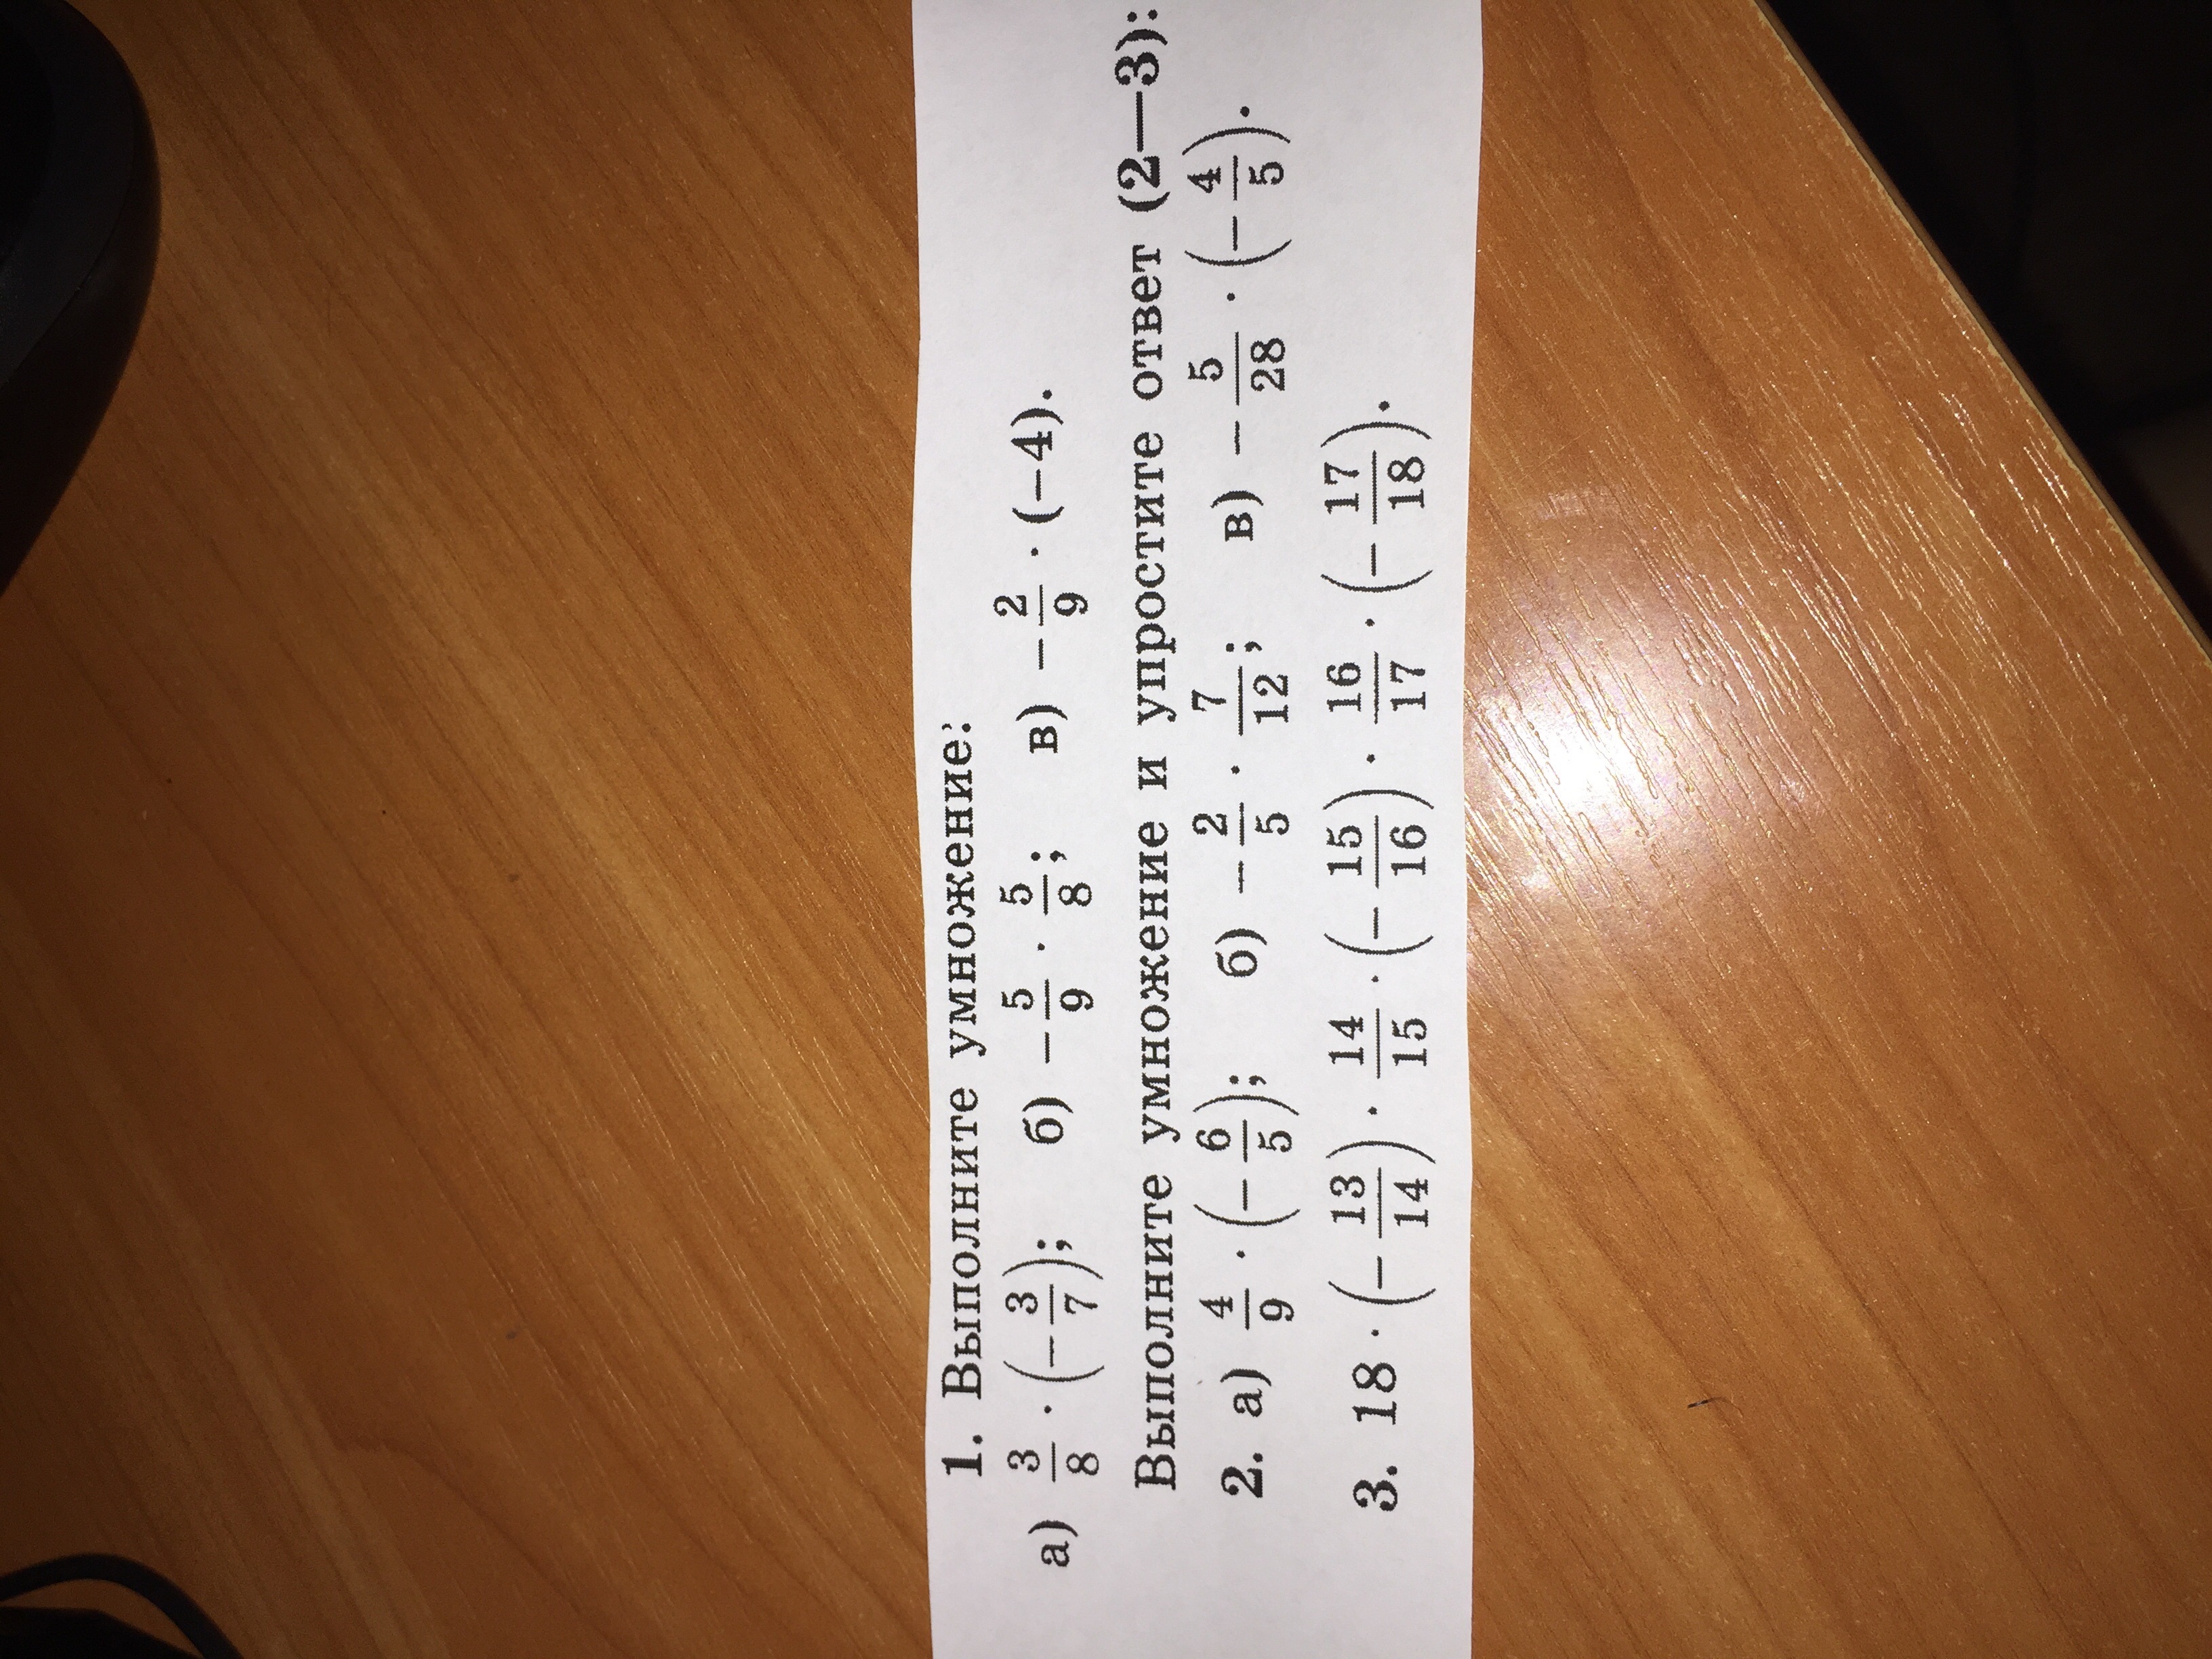 1. Выполните умножение:
а) 3/8 · (−3/7); б) −5/9 · 5/8; в) −2/9 · (−4).
Выполните умножение и упростите ответ (2—3):
2. а) 4/9 · (−6/5); б) −2/5 · 7/12; в) −5/28 · (−4/5).
3. 18 · (−13/14) · 14/15 · (−15/16) · 16/17 · (−17/18).